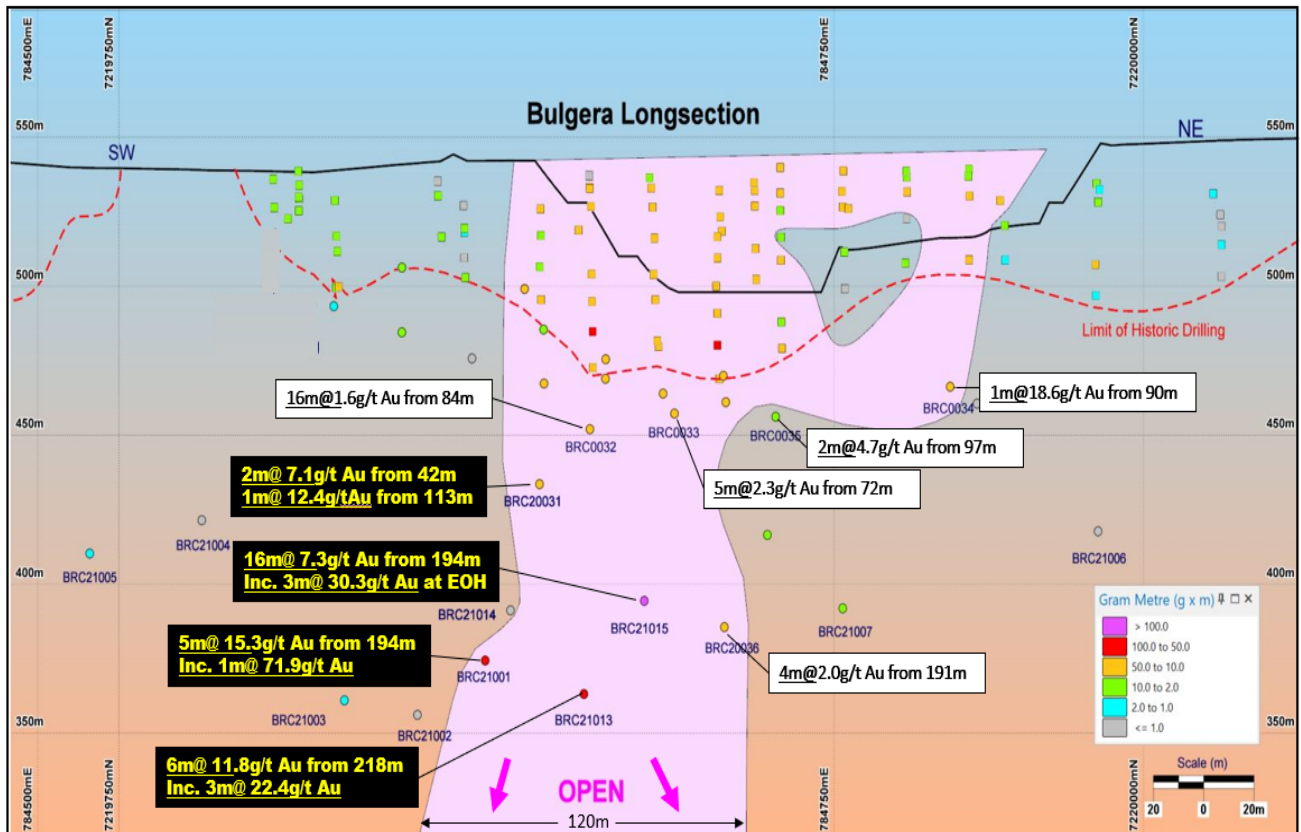 784500mE
7219750mN
784750mE
7220000mN
Bulgera Longsection
550m
550m
SW
NE
500m
500m
Limit of Historic Drilling
16m@1.6g/t Au from 84m
1m@18.6g/t Au from 90m
BRC0034
BRC0033
BRC0035
BRC0032
450m
450m
2m@4.7g/t Au from 97m
2m@ 7.1g/t Au from 42m
1m@ 12.4g/tAu from 113m
BRC20031
5m@2.3g/t Au from 72m
BRC21004
BRC21005
BRC21006
16m@ 7.3g/t Au from 194m
Inc. 3m@ 30.3g/t Au at EOH
400m
400m
BRC21014
BRC21015
BRC20036
BRC21007
Gram Metre (g x m)
> 100.0
100.0 to 50.0
50.0 to 10.0
10.0 to 2.0
2.0 to 1.0
<= 1.0
5m@ 15.3g/t Au from 194m
Inc. 1m@ 71.9g/t Au
BRC21001
4m@2.0g/t Au from 191m
BRC21003
BRC21002
BRC21013
350m
350m
6m@ 11.8g/t Au from 218m
Inc. 3m@ 22.4g/t Au
OPEN
120m
Scale (m)
20 0 20m
784500mE
7219750mN
784750mE
7220000mN